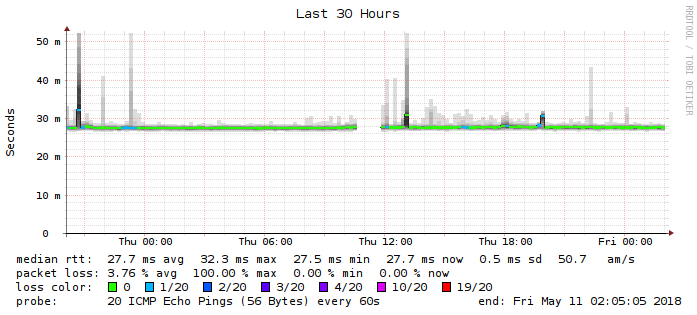 Last 30 Hours
RRDTOOL / TOBI OETIKER
Seconds
50 m
40 m
30 m
20 m
10 m
0
Thu 00:00 Thu 06:00 Thu 12:00 Thu 18:00 Fri 00:00
median rtt: 27.7 ms avg 32.3 ms max 27.5 ms min 27.7 ms now 0.5 ms sd 50.7 am/s
packet loss: 3.76 % avg 100.00 % max 0.00 % min 0.00 % now
loss color: 0 1/20 2/20 3/20 4/20 10/20 19/20
probe: 20 ICMP Echo Pings (56 Bytes) every 60s end: Fri May 11 02:05:05 2018